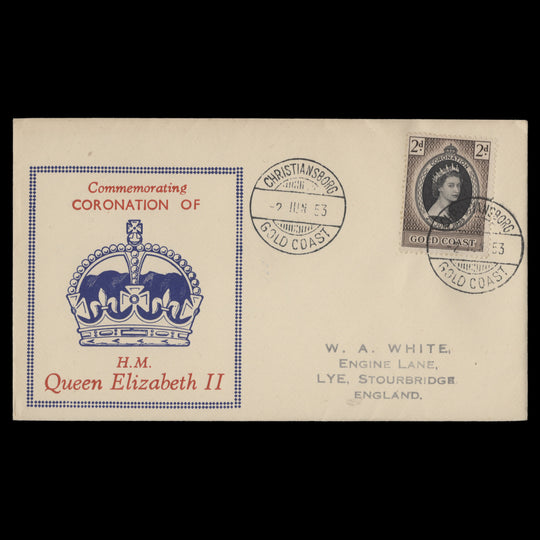 Commemorating
CORONATION OF
H.M.
Queen Elizabeth II
CHRISTIANSBORG
-2 JUN 53
GOLD COAST
2d 2d
CORONATION
GOLD COAST
53
GOLD COAST
W. A. WHITE,
ENGINE LANE,
LYE, STOURBRIDGE
ENGLAND.